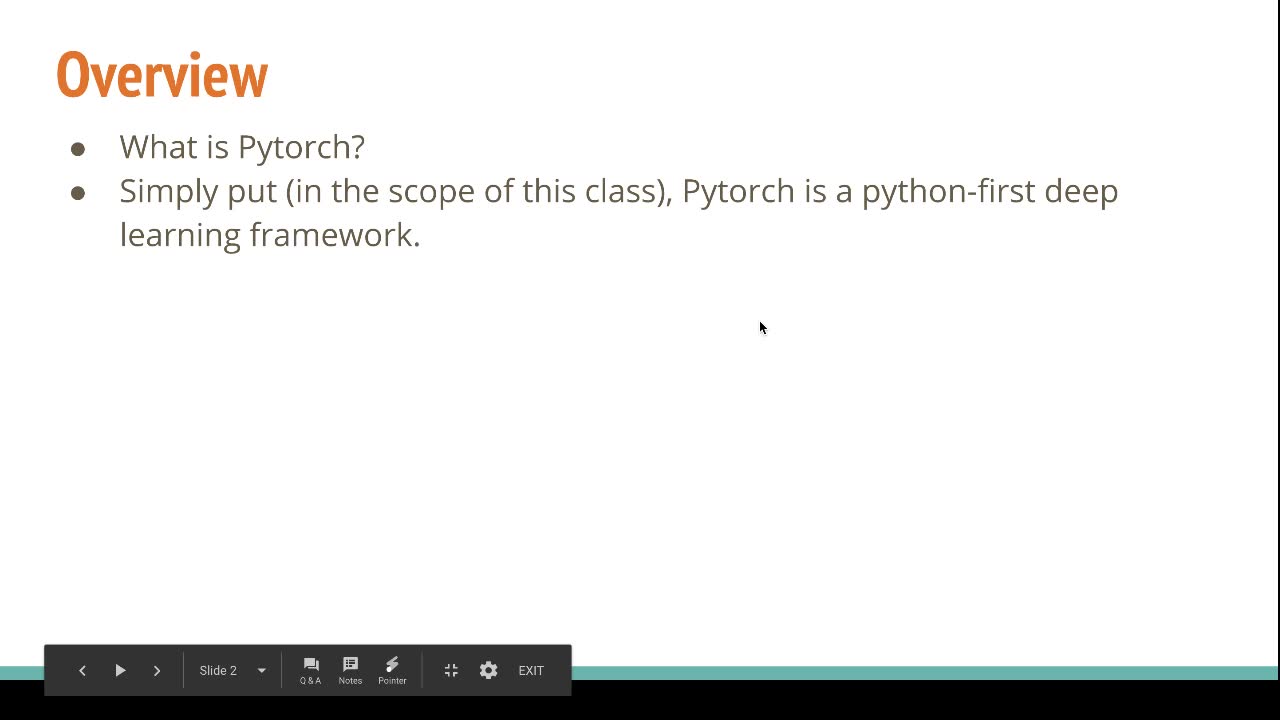 Overview
● What is Pytorch?
● Simply put (in the scope of this class), Pytorch is a python-first deep
learning framework.
Slide 2
Q & A
Notes
Pointer
EXIT